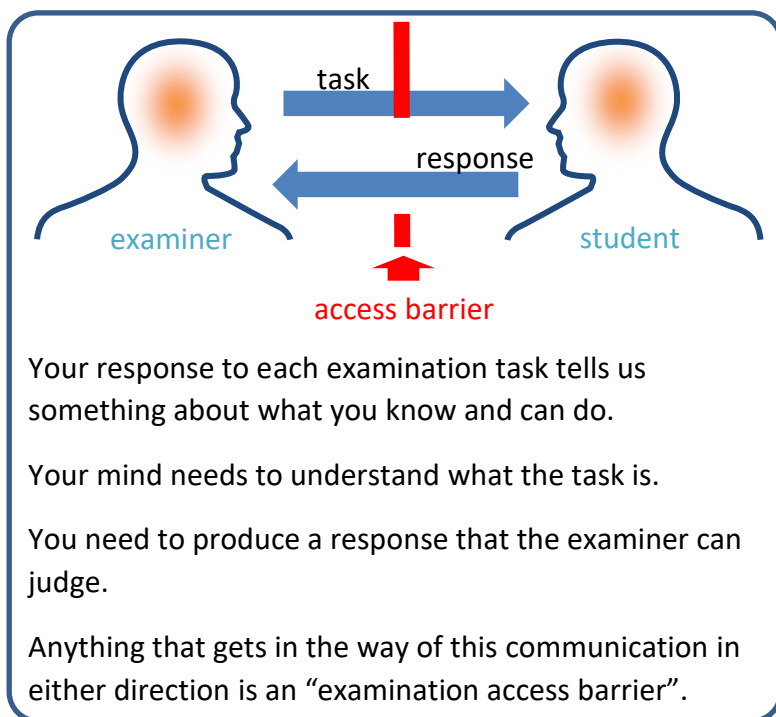 task
response
examiner
student
access barrier
Your response to each examination task tells us
something about what you know and can do.
Your mind needs to understand what the task is.
You need to produce a response that the examiner can
judge.
Anything that gets in the way of this communication in
either direction is an “examination access barrier”.